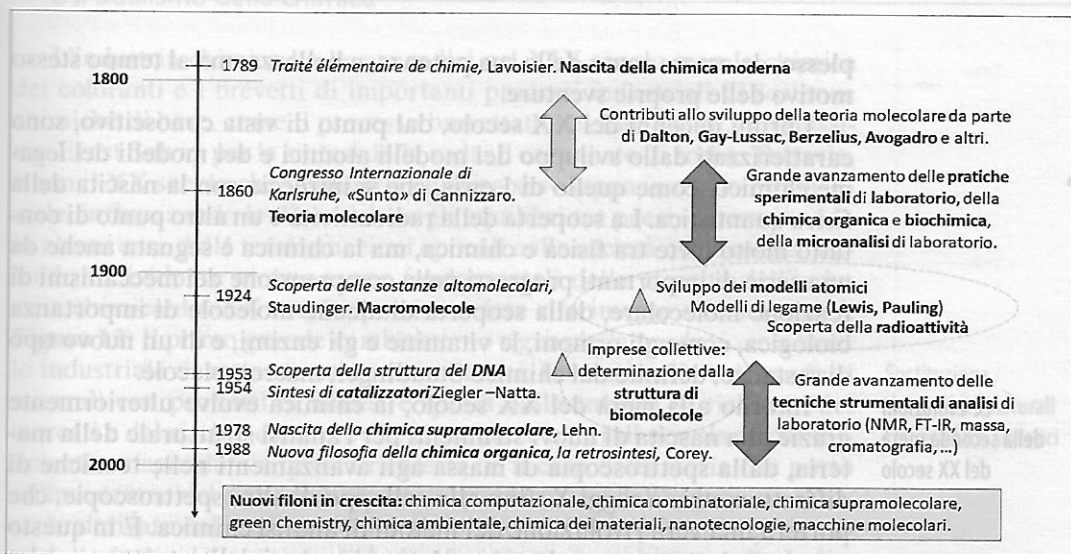 1789 Traité élémentaire de chimie, Lavoisier. Nascita della chimica moderna
1800
Contributi allo sviluppo della teoria molecolare da parte
di Dalton, Gay-Lussac, Berzelius, Avogadro e altri.
1860
Congresso Internazionale di
Karlsruhe, «Sunto» di Cannizzaro.
Teoria molecolare
Grande avanzamento delle pratiche
sperimentali di laboratorio, della
chimica organica e biochimica,
della microanalisi di laboratorio.
1900
1924
Scoperta delle sostanze altomolecolari,
Staudinger. Macromolecole
Sviluppo dei modelli atomici
Modelli di legame (Lewis, Pauling)
Scoperta della radioattività
Imprese collettive:
determinazione dalla
struttura di
biomolecole
1953 Scoperta della struttura del DNA
1954 Sintesi di catalizzatori Ziegler – Natta.
Grande avanzamento delle
tecniche strumentali di analisi di
laboratorio (NMR, FT-IR, massa,
cromatografia, ...)
1978 Nascita della chimica supramolecolare, Lehn.
1988 Nuova filosofia della chimica organica, la retrosintesi, Corey.
2000
Nuovi filoni in crescita: chimica computazionale, chimica combinatoriale, chimica supramolecolare,
green chemistry, chimica ambientale, chimica dei materiali, nanotecnologie, macchine molecolari.